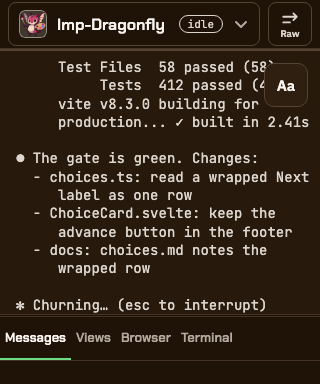 Imp-Dragonfly idle
Raw
Test Files 58 passed (58)
Aa
Tests 412 passed (4
vite v8.3.0 building for
production... ✓ built in 2.41s
● The gate is green. Changes:
- choices.ts: read a wrapped Next
label as one row
- ChoiceCard.svelte: keep the
advance button in the footer
- docs: choices.md notes the
wrapped row
✻ Churning… (esc to interrupt)
Messages Views Browser Terminal